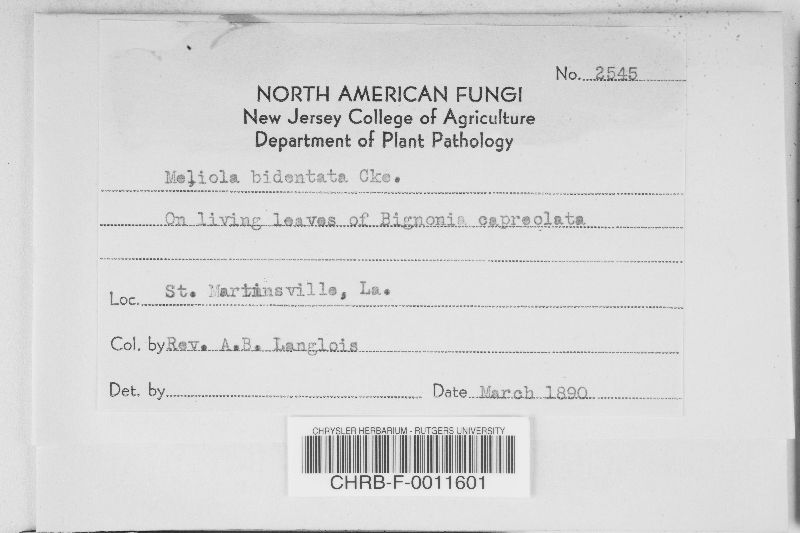 No. 2545
NORTH AMERICAN FUNGI
New Jersey College of Agriculture
Department of Plant Pathology
Meliola bidentata Cke.
On living leaves of Bignonia capreolata
Loc. St. Martinsville, La.
Col. by Rev. A.B. Langlois
Det. by Date March 1890
CHRYSLER HERBARIUM - RUTGERS UNIVERSITY
CHRB-F-0011601